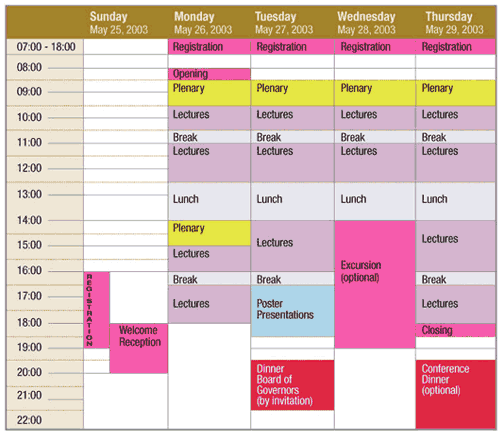 Sunday Monday Tuesday Wednesday Thursday
May 25, 2003 May 26, 2003 May 27, 2003 May 28, 2003 May 29, 2003
07:00 - 18:00 Registration Registration Registration Registration
08:00
Opening
09:00 Plenary Plenary Plenary Plenary
10:00 Lectures Lectures Lectures Lectures
11:00 Break Break Break Break
Lectures Lectures Lectures Lectures
12:00
13:00 Lunch Lunch Lunch Lunch
14:00
Plenary
15:00 Lectures Lectures
Lectures
16:00 Excursion
(optional)
REGISTRATION
Break Break Break
17:00 Lectures Poster Lectures
Presentations
18:00 Welcome Closing
Reception
19:00
20:00 Dinner Conference
Board of Dinner
Governors (optional)
21:00 (by invitation)
22:00